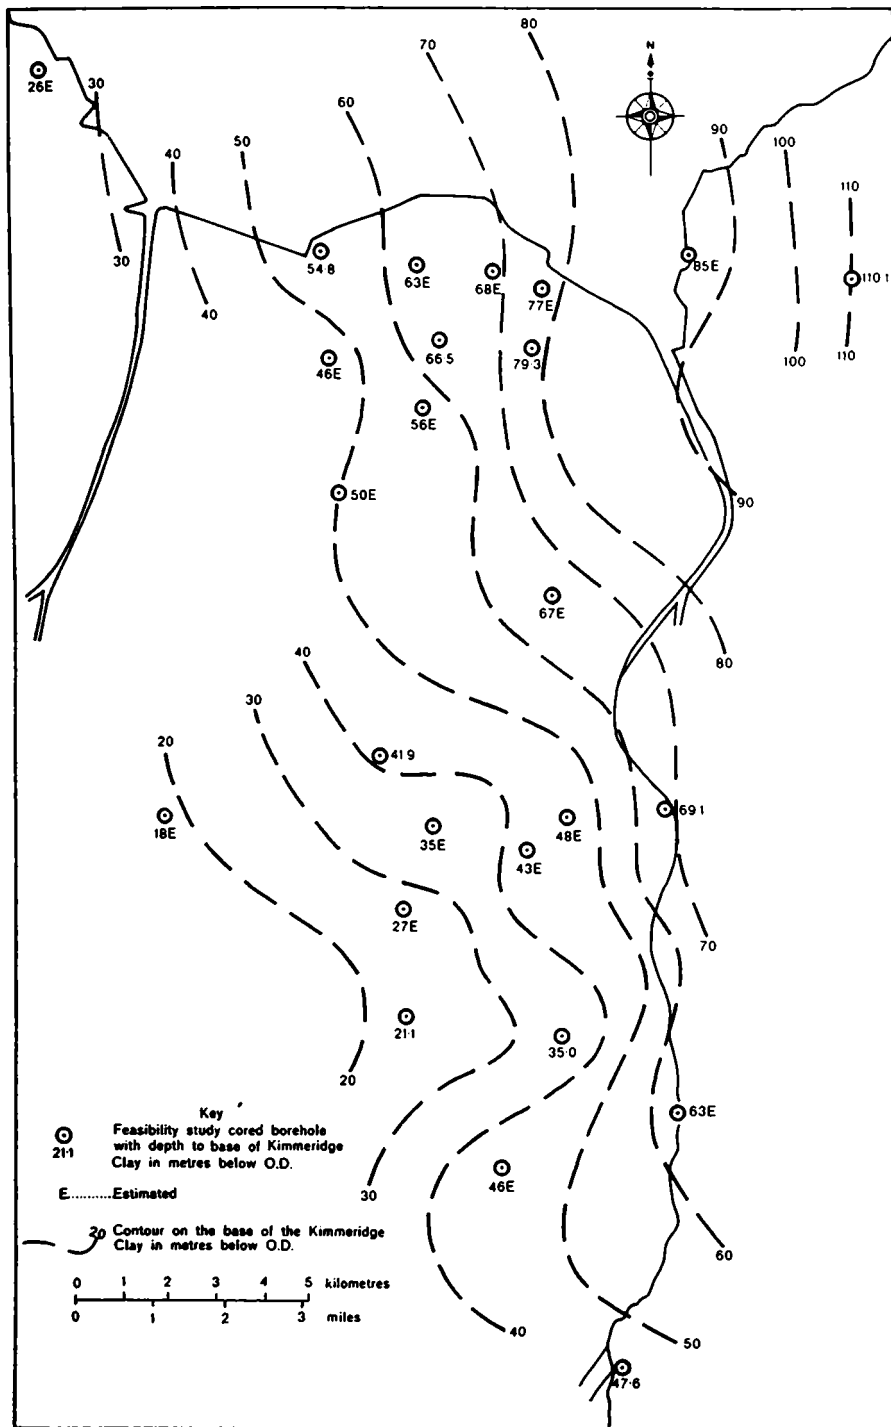 80
70
N
26E
30
60
90
50
100
40
110
54·8
63E
68E
77E
85E
110·1
30
40
46E
66·5
79·3
100
110
56E
50E
90
67E
40
80
30
20
41·9
18E
35E
48E
69·1
43E
27E
70
21·1
35·0
20
Key
Feasibility study cored borehole
with depth to base of Kimmeridge
Clay in metres below O.D.
21·1
63E
E.........Estimated
30
46E
20 Contour on the base of the Kimmeridge
Clay in metres below O.D.
60
0 1 2 3 4 5 kilometres
0 1 2 3 miles
40
50
47·6